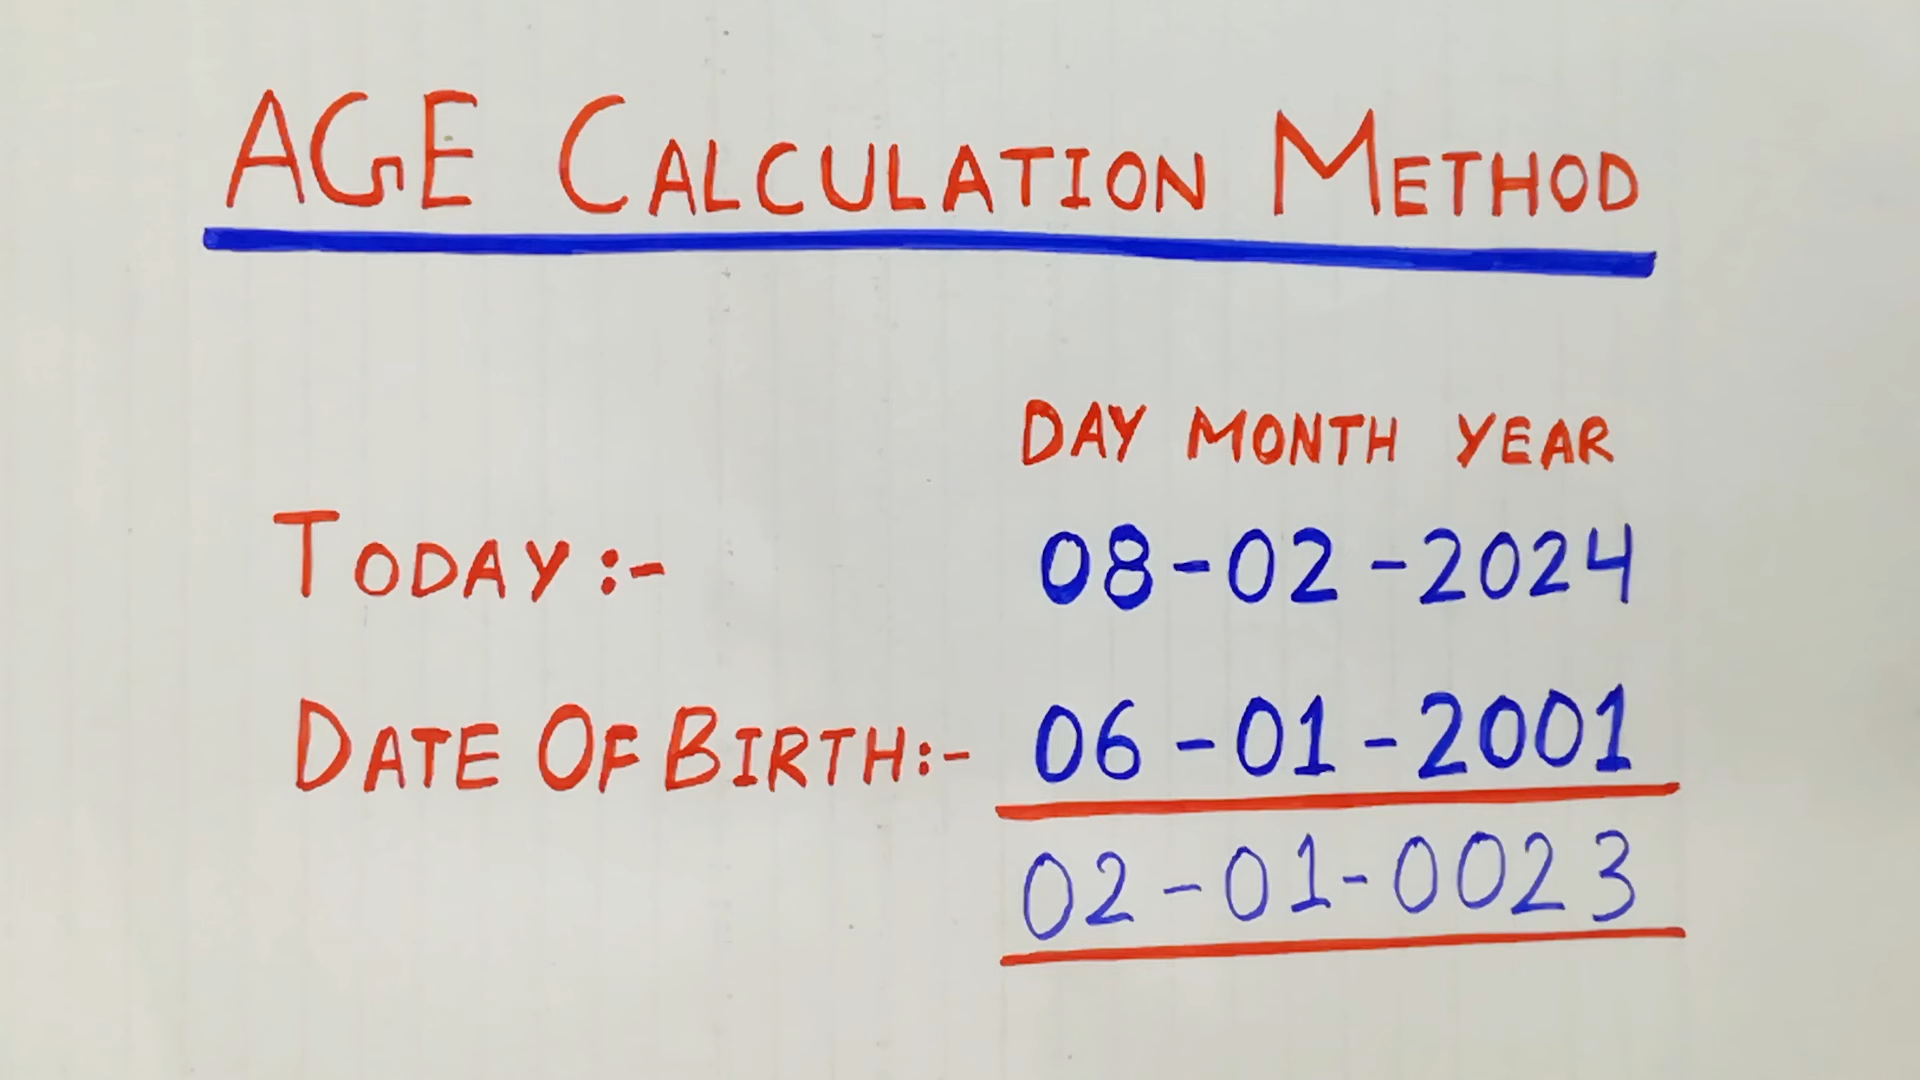 AGE CALCULATION METHOD
DAY MONTH YEAR
TODAY :- 08-02-2024
DATE OF BIRTH:- 06-01-2001
02-01-0023